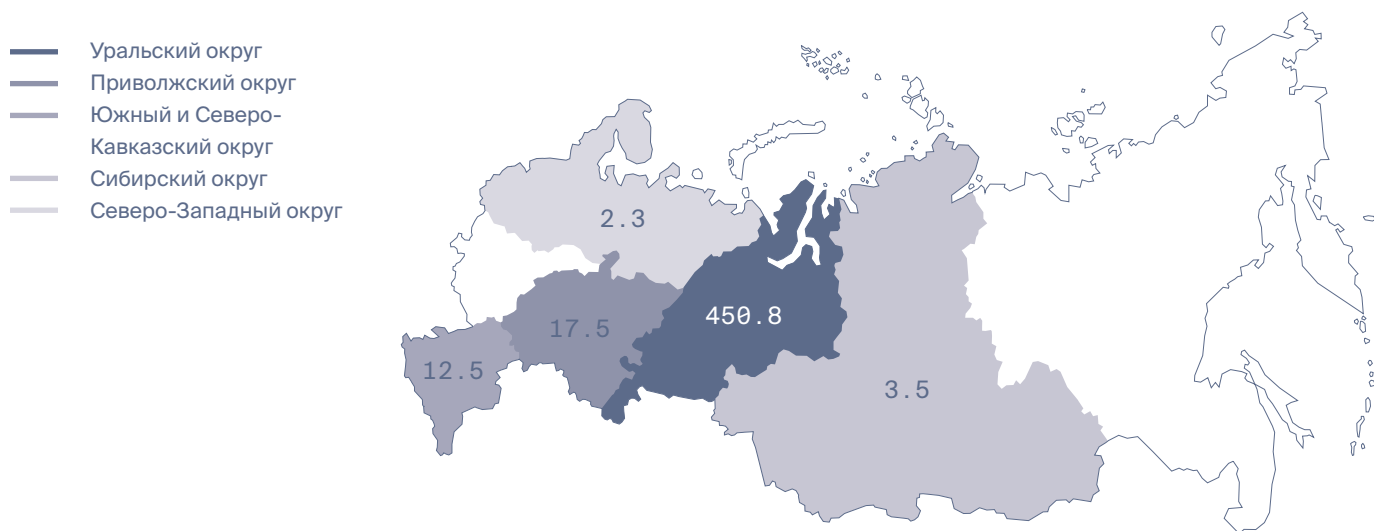 Уральский округ
Приволжский округ
Южный и Северо-
Кавказский округ
Сибирский округ
Северо-Западный округ
2.3
450.8
17.5
12.5
3.5